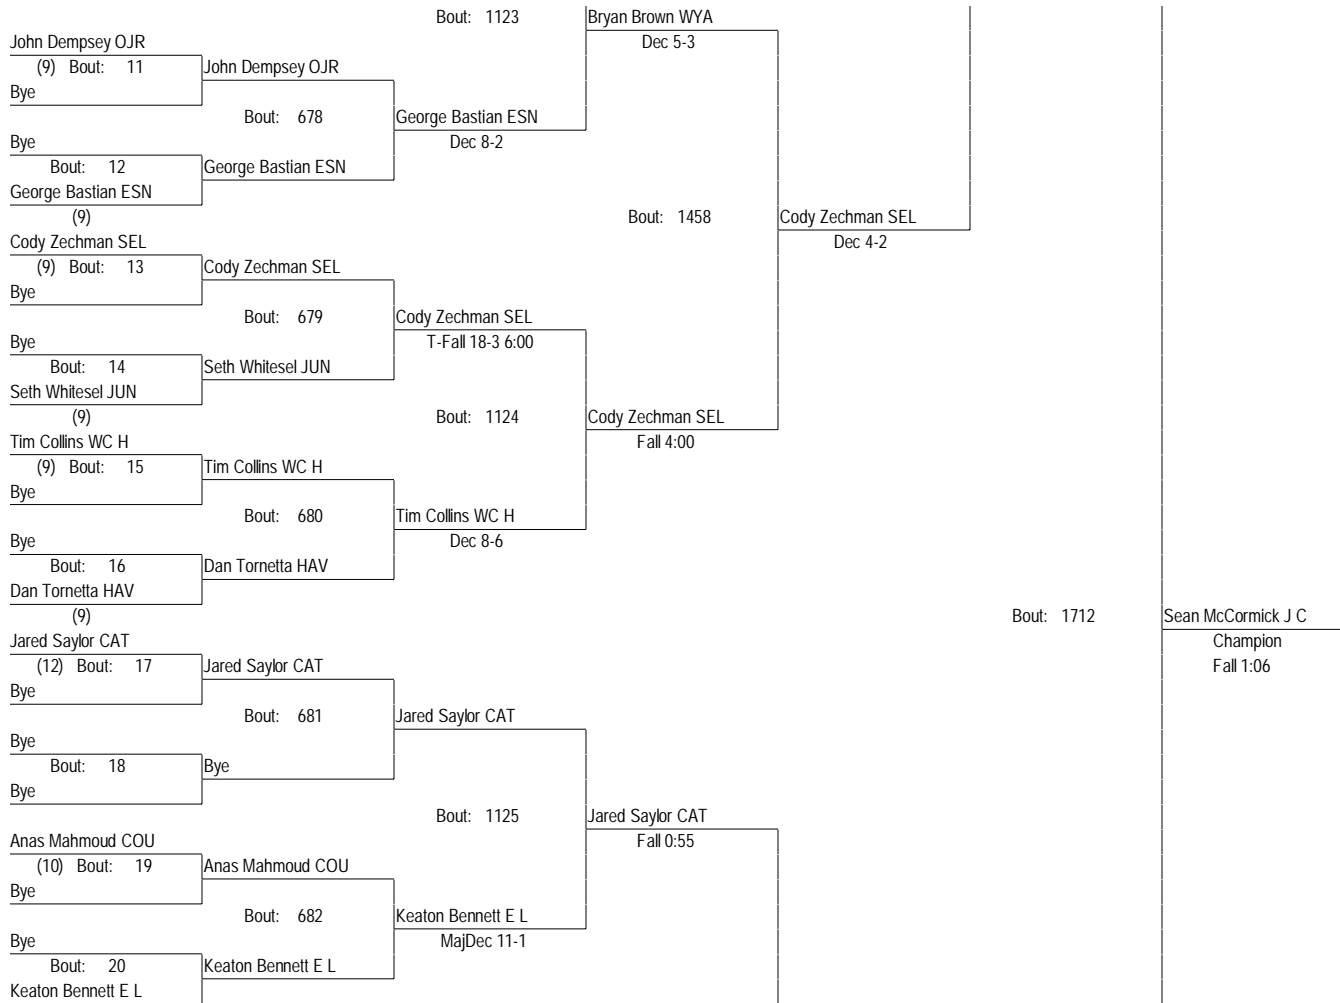 Bout: 1123 Bryan Brown WYA
John Dempsey OJR Dec 5-3
(9) Bout: 11 John Dempsey OJR
Bye
Bout: 678 George Bastian ESN
Bye Dec 8-2
Bout: 12 George Bastian ESN
George Bastian ESN
(9) Bout: 1458 Cody Zechman SEL
Cody Zechman SEL Dec 4-2
(9) Bout: 13 Cody Zechman SEL
Bye
Bout: 679 Cody Zechman SEL
Bye T-Fall 18-3 6:00
Bout: 14 Seth Whitesel JUN
Seth Whitesel JUN
(9) Bout: 1124 Cody Zechman SEL
Tim Collins WC H Fall 4:00
(9) Bout: 15 Tim Collins WC H
Bye
Bout: 680 Tim Collins WC H
Bye Dec 8-6
Bout: 16 Dan Tornetta HAV
Dan Tornetta HAV
(9) Bout: 1712 Sean McCormick J C
Jared Saylor CAT Champion
(12) Bout: 17 Jared Saylor CAT Fall 1:06
Bye
Bout: 681 Jared Saylor CAT
Bye
Bout: 18 Bye
Bye
Bout: 1125 Jared Saylor CAT
Anas Mahmoud COU Fall 0:55
(10) Bout: 19 Anas Mahmoud COU
Bye
Bout: 682 Keaton Bennett E L
Bye MajDec 11-1
Bout: 20 Keaton Bennett E L
Keaton Bennett E L